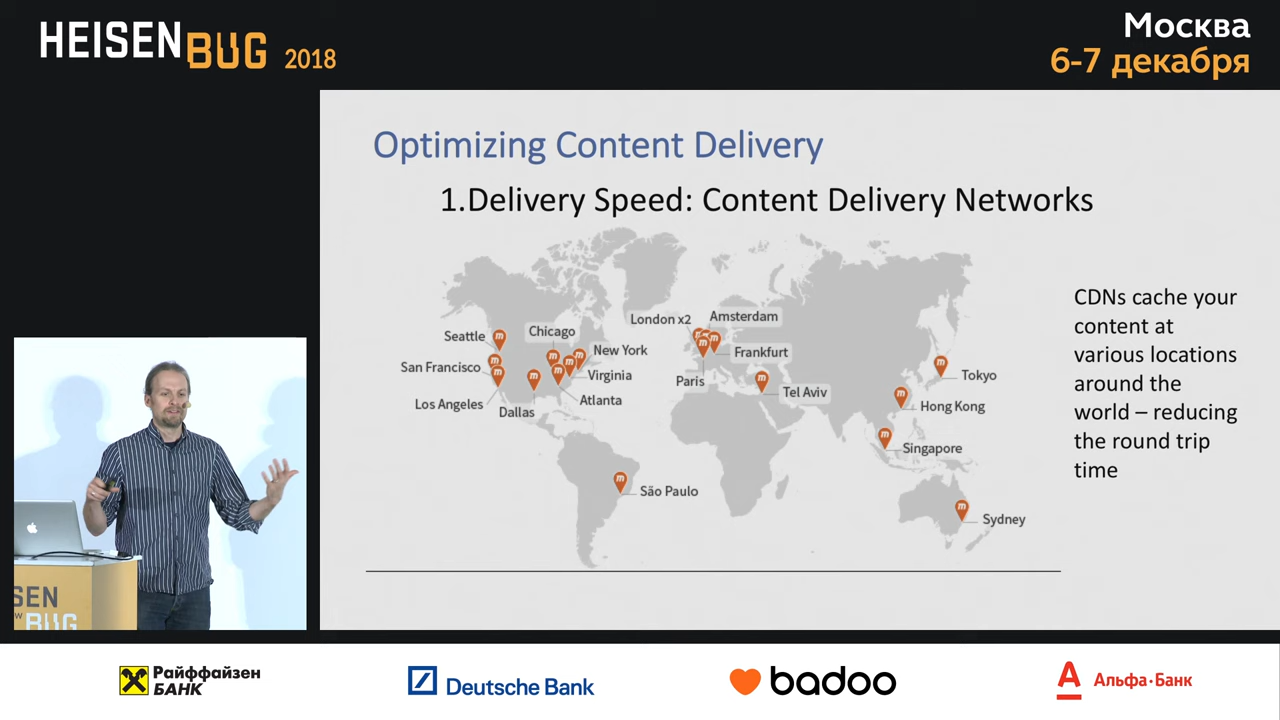 HEISENBUG 2018
Москва
6-7 декабря
Optimizing Content Delivery
1.Delivery Speed: Content Delivery Networks
Seattle
San Francisco
Los Angeles
Dallas
Chicago
New York
Virginia
Atlanta
São Paulo
London x2
Amsterdam
Paris
Frankfurt
Tel Aviv
Tokyo
Hong Kong
Singapore
Sydney
CDNs cache your
content at
various locations
around the
world – reducing
the round trip
time
SEN
BUG
Райффайзен
БАНК
Deutsche Bank
badoo
Альфа·Банк